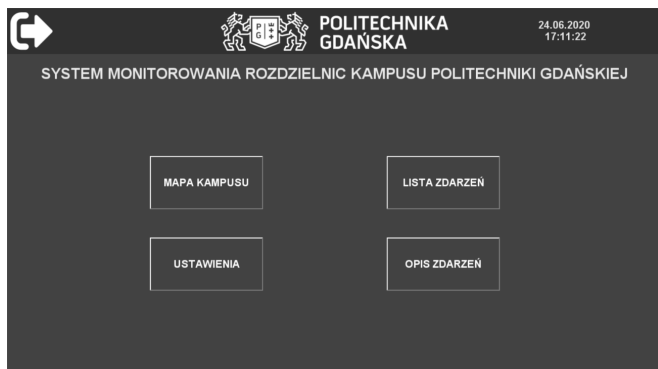 POLITECHNIKA
GDAŃSKA
P G
24.06.2020
17:11:22
SYSTEM MONITOROWANIA ROZDZIELNIC KAMPUSU POLITECHNIKI GDAŃSKIEJ
MAPA KAMPUSU
LISTA ZDARZEŃ
USTAWIENIA
OPIS ZDARZEŃ